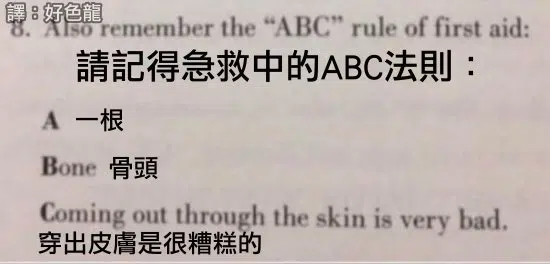 譯：好色龍
8. Also remember the “ABC” rule of first aid:
請記得急救中的ABC法則：
A 一根
Bone 骨頭
Coming out through the skin is very bad.
穿出皮膚是很糟糕的